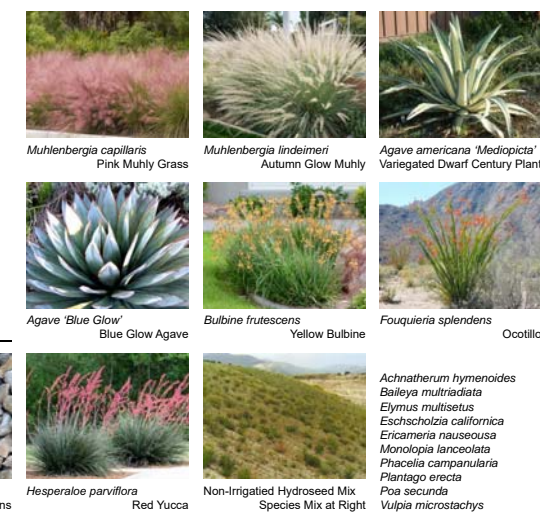 Muhlenbergia capillaris
Pink Muhly Grass
Muhlenbergia lindeimeri
Autumn Glow Muhly
Agave americana ‘Mediopicta’
Variegated Dwarf Century Plant
Agave ‘Blue Glow’
Blue Glow Agave
Bulbine frutescens
Yellow Bulbine
Fouquieria splendens
Ocotillo
ns
Hesperaloe parviflora
Red Yucca
Non-Irrigatied Hydroseed Mix
Species Mix at Right
Achnatherum hymenoides
Baileya multriadiata
Elymus multisetus
Eschscholzia califonica
Ericameria nauseousa
Monolopia lanceolata
Phacelia campanularia
Plantago erecta
Poa secunda
Vulpia microstachys